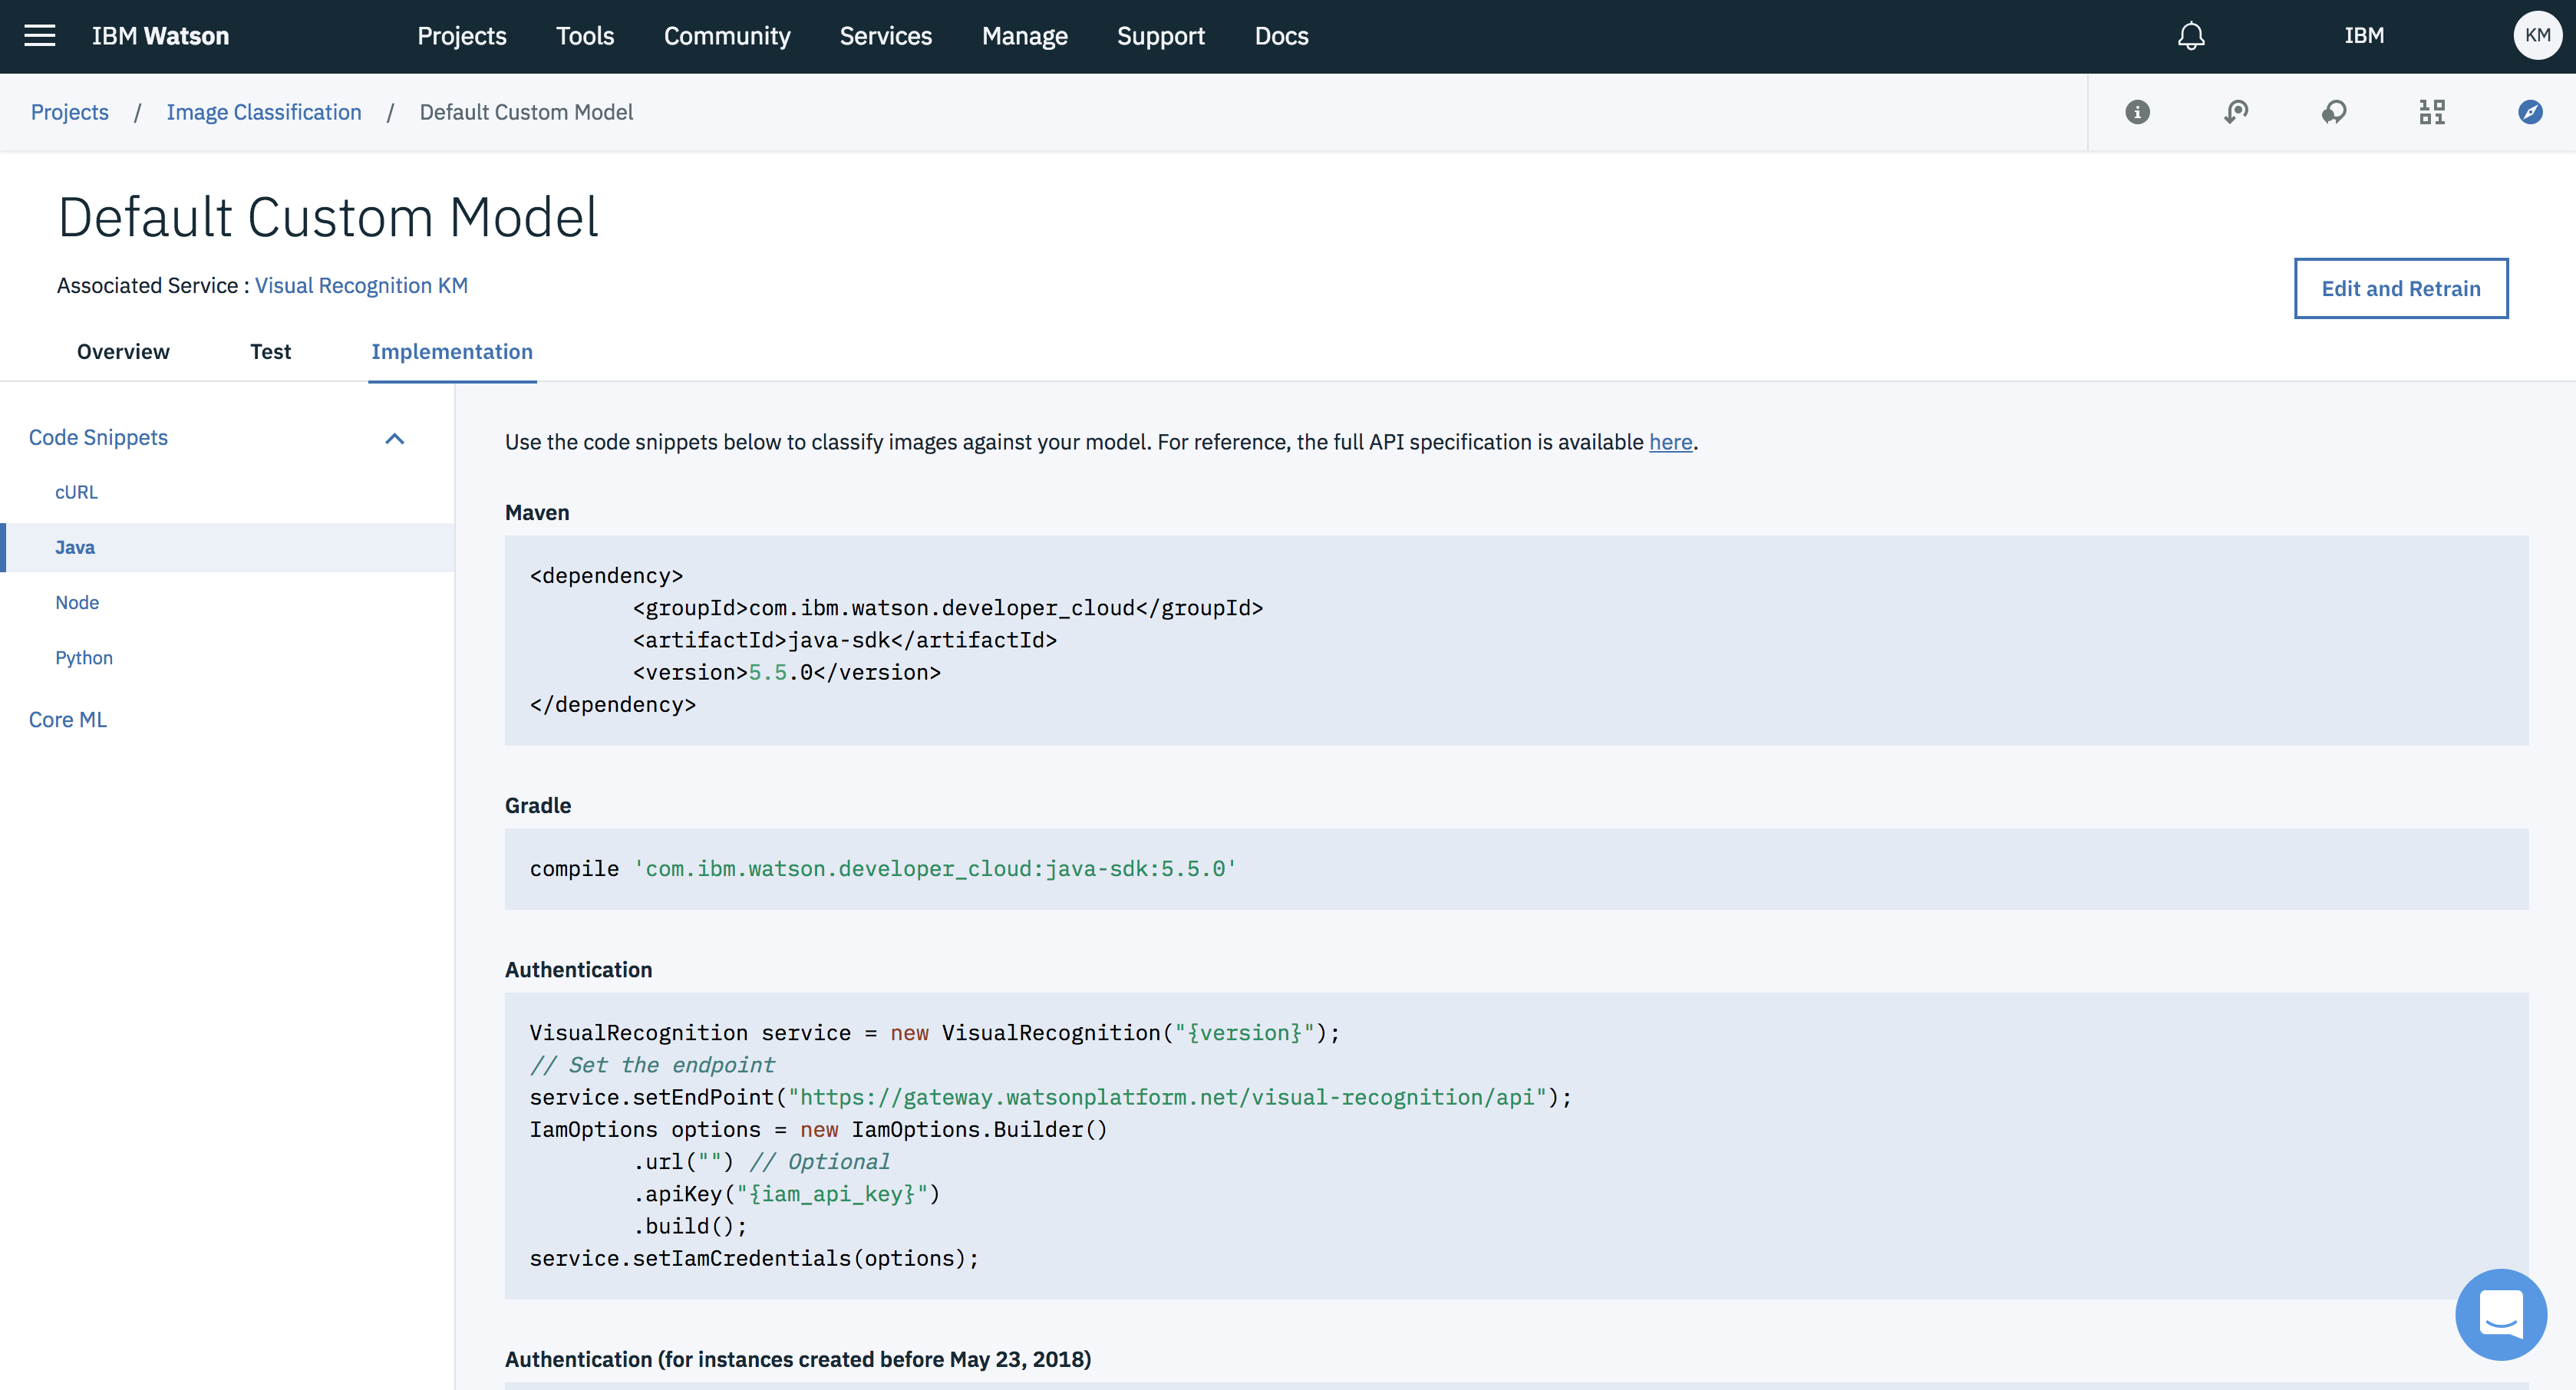 IBM Watson Projects Tools Community Services Manage Support Docs IBM KM
Projects / Image Classification / Default Custom Model
Default Custom Model
Associated Service : Visual Recognition KM
Edit and Retrain
Overview Test Implementation
Code Snippets
cURL
Java
Node
Python
Core ML
Use the code snippets below to classify images against your model. For reference, the full API specification is available here.
Maven
<dependency>
        <groupId>com.ibm.watson.developer_cloud</groupId>
        <artifactId>java-sdk</artifactId>
        <version>5.5.0</version>
</dependency>
Gradle
compile 'com.ibm.watson.developer_cloud:java-sdk:5.5.0'
Authentication
VisualRecognition service = new VisualRecognition("{version}");
// Set the endpoint
service.setEndPoint("https://gateway.watsonplatform.net/visual-recognition/api");
IamOptions options = new IamOptions.Builder()
        .url("") // Optional
        .apiKey("{iam_api_key}")
        .build();
service.setIamCredentials(options);
Authentication (for instances created before May 23, 2018)